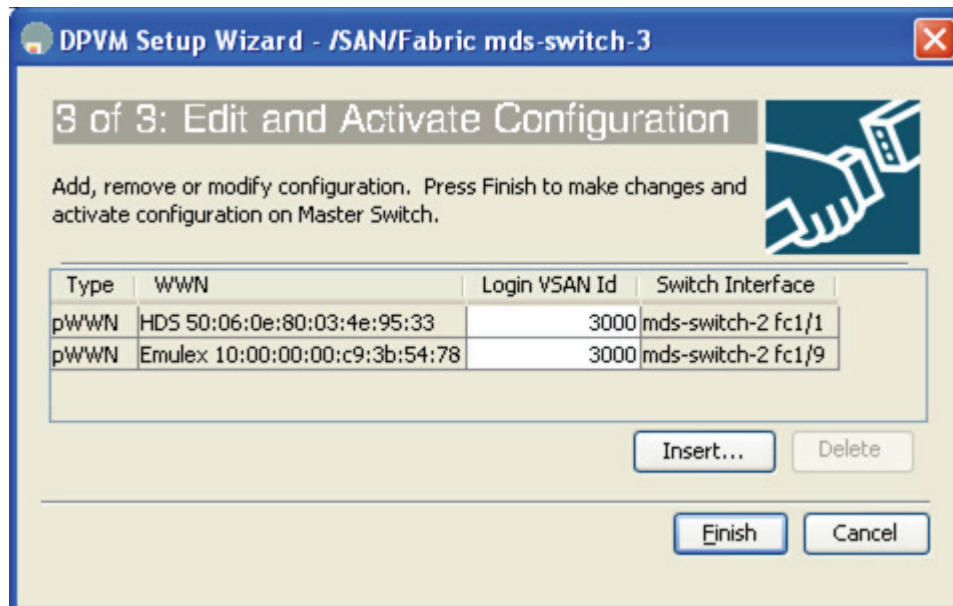 DPVM Setup Wizard - /SAN/Fabric mds-switch-3
3 of 3: Edit and Activate Configuration
Add, remove or modify configuration. Press Finish to make changes and
activate configuration on Master Switch.
Type WWN Login VSAN Id Switch Interface
pWWN HDS 50:06:0e:80:03:4e:95:33 3000 mds-switch-2 fc1/1
pWWN Emulex 10:00:00:00:c9:3b:54:78 3000 mds-switch-2 fc1/9
Insert... Delete
Finish Cancel